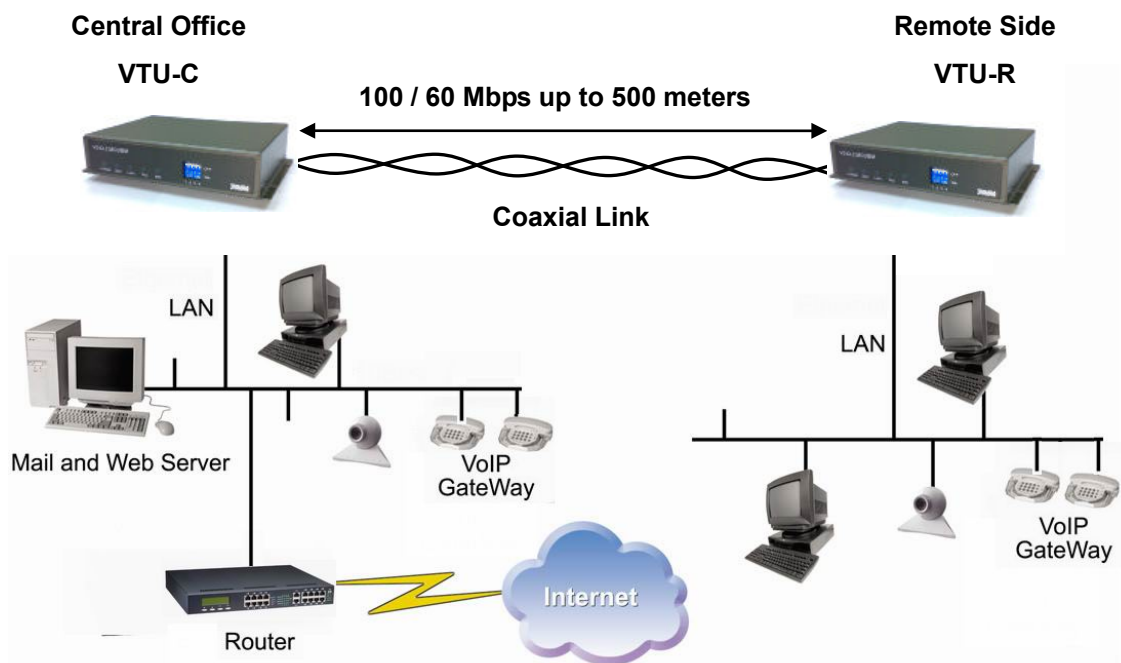 Central Office
VTU-C
Remote Side
VTU-R
100 / 60 Mbps up to 500 meters
Coaxial Link
LAN
Mail and Web Server
VoIP
GateWay
Router
Internet
LAN
VoIP
GateWay